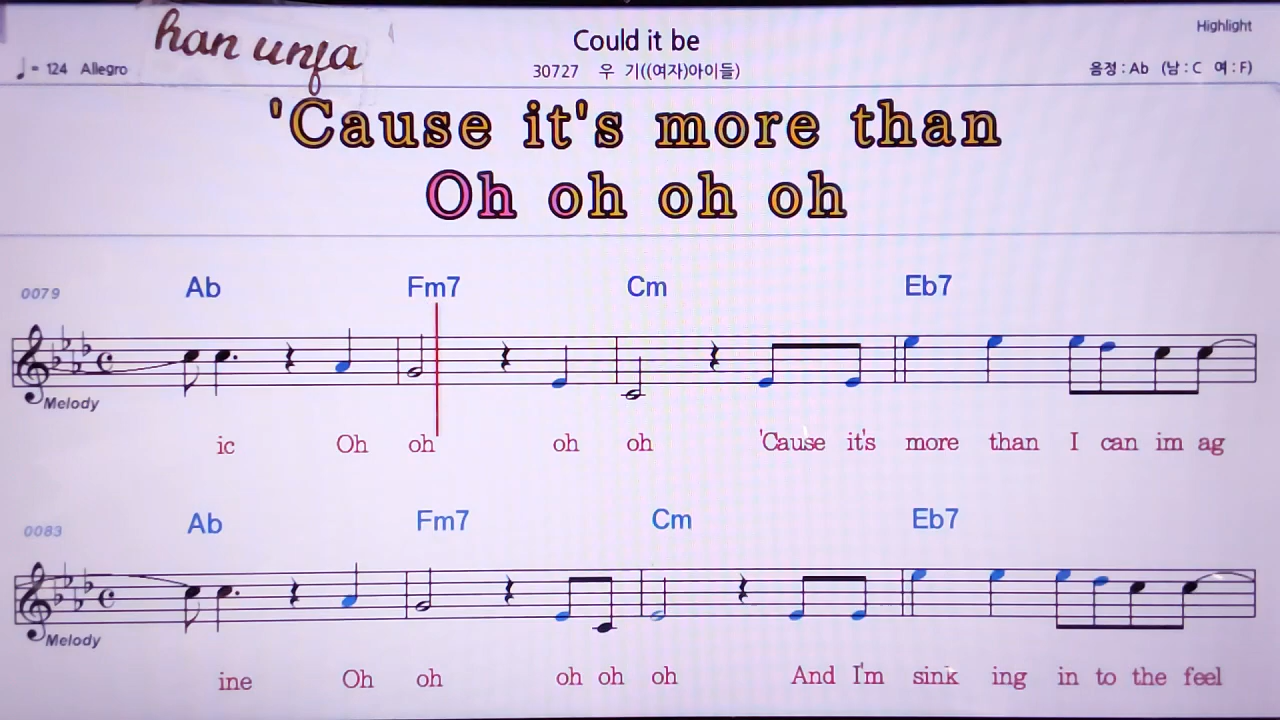 han unfa
Could it be
Highlight
♩= 124 Allegro
30727 우 기((여자)아이들)
음정 : Ab (남 : C 여 : F)
'Cause it's more than
Oh oh oh oh
Ab Fm7 Cm Eb7
0079
Melody
ic Oh oh oh oh 'Cause it's more than I can im ag
Ab Fm7 Cm Eb7
0083
Melody
ine Oh oh oh oh oh And I'm sink ing in to the feel